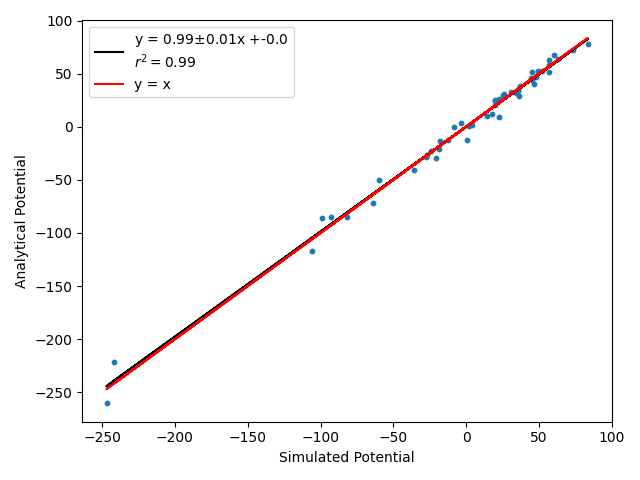 y = 0.99±0.01x +-0.0
r² = 0.99
y = x
100
50
0
−50
−100
−150
−200
−250
Analytical Potential
−250 −200 −150 −100 −50 0 50 100
Simulated Potential